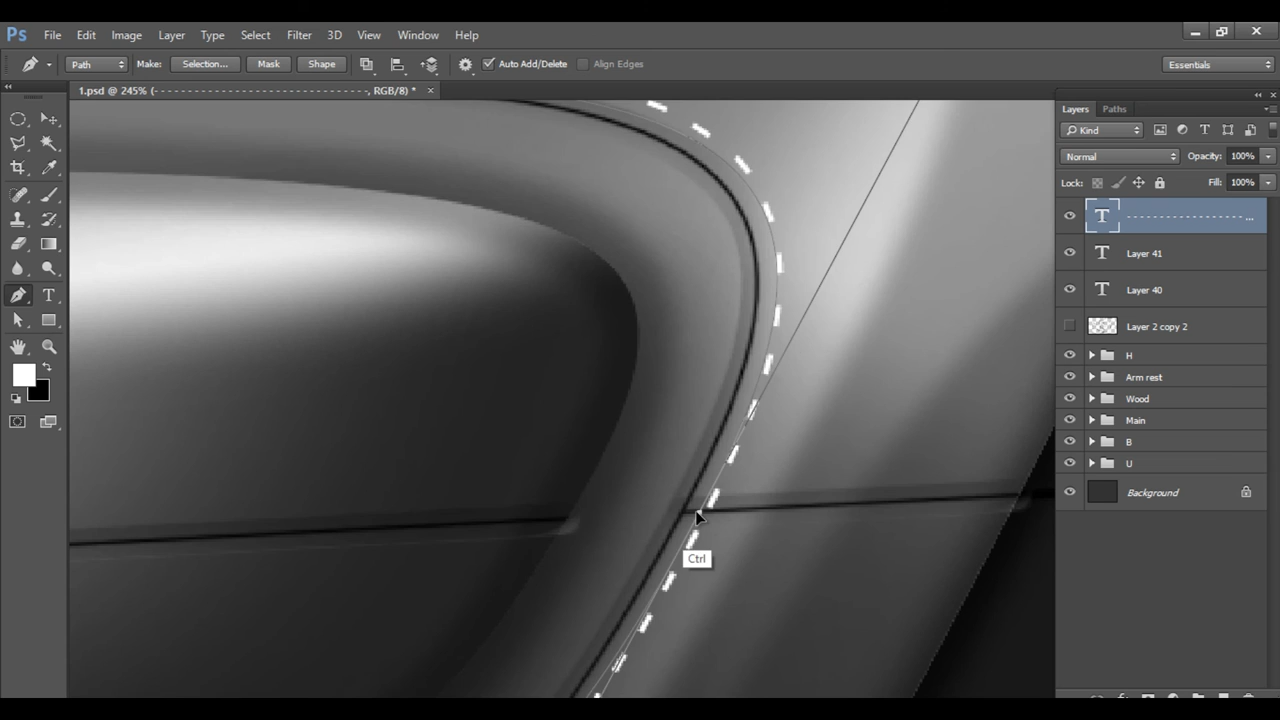 Ps File Edit Image Layer Type Select Filter 3D View Window Help
Path Make: Selection... Mask Shape Auto Add/Delete Align Edges Essentials
1.psd @ 245% (- - - - - - - - - - - - - - - - - - - - - - - - - - - - - - -, RGB/8) * ×
Layers Paths
Kind
Normal Opacity: 100%
Lock: Fill: 100%
T - - - - - - - - - - - - - - - - - - ...
T Layer 41
T Layer 40
Layer 2 copy 2
H
Arm rest
Wood
Main
B
U
Background
Ctrl